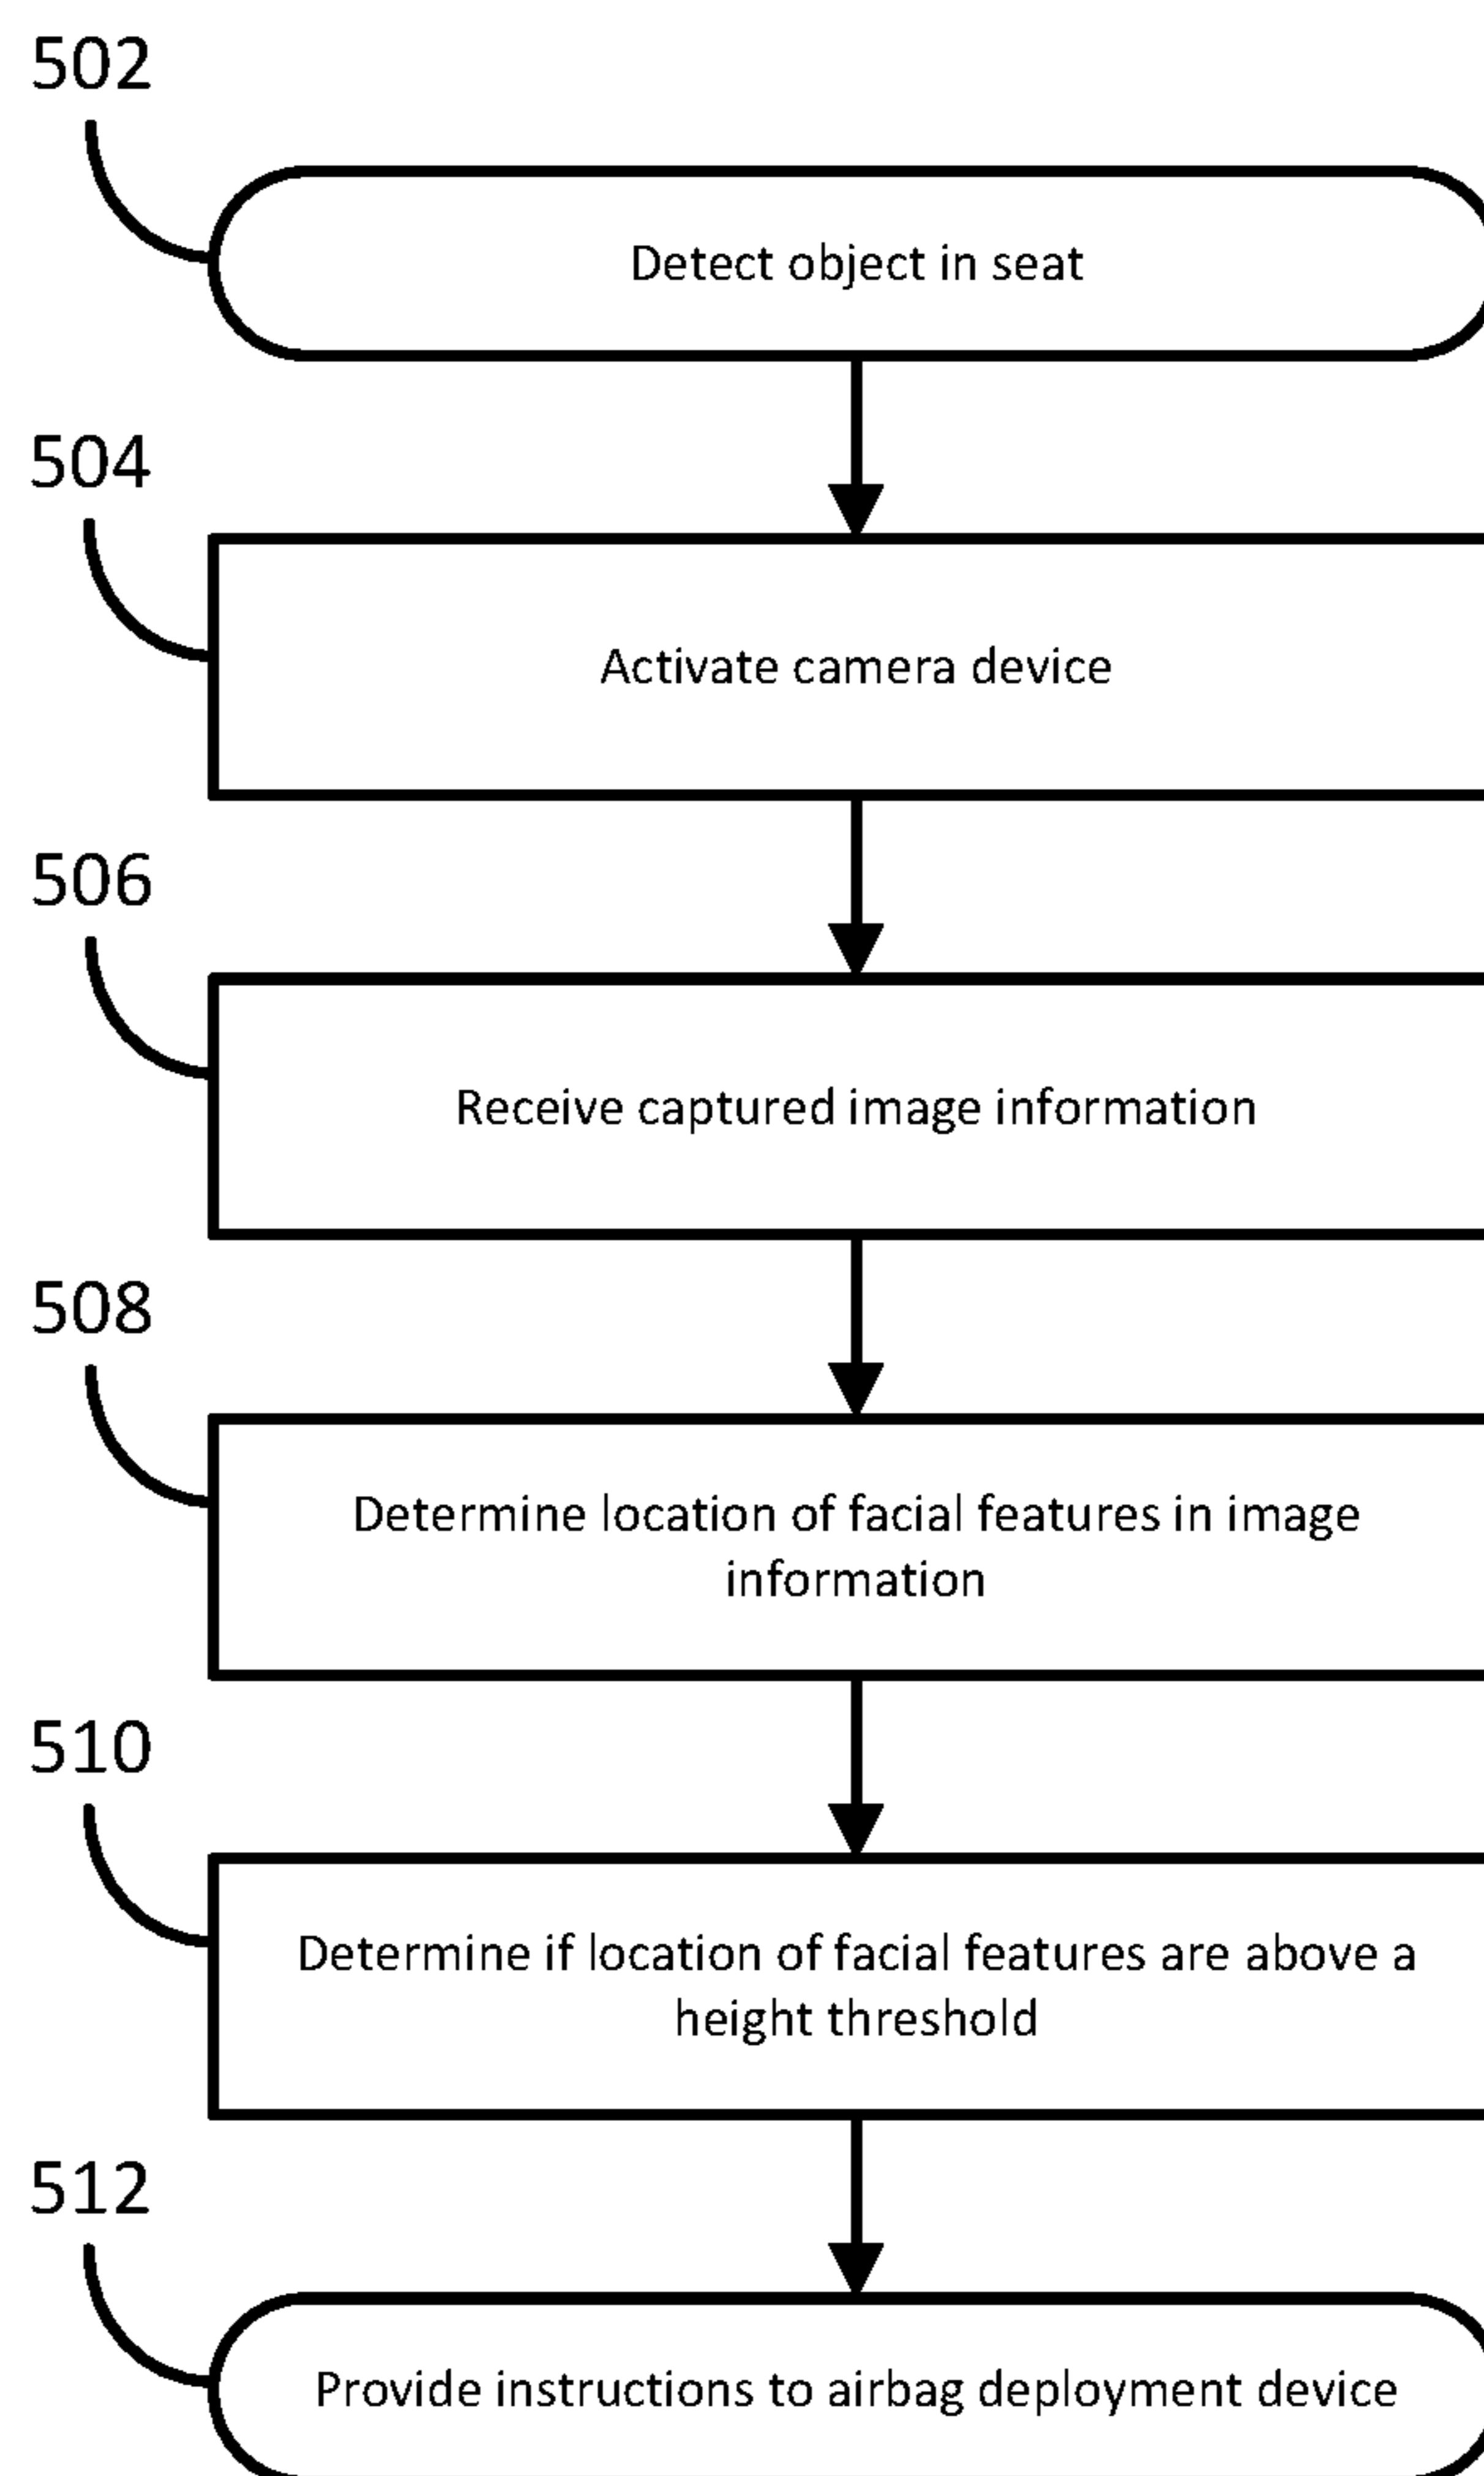 502
Detect object in seat
504
Activate camera device
506
Receive captured image information
508
Determine location of facial features in image
information
510
Determine if location of facial features are above a
height threshold
512
Provide instructions to airbag deployment device